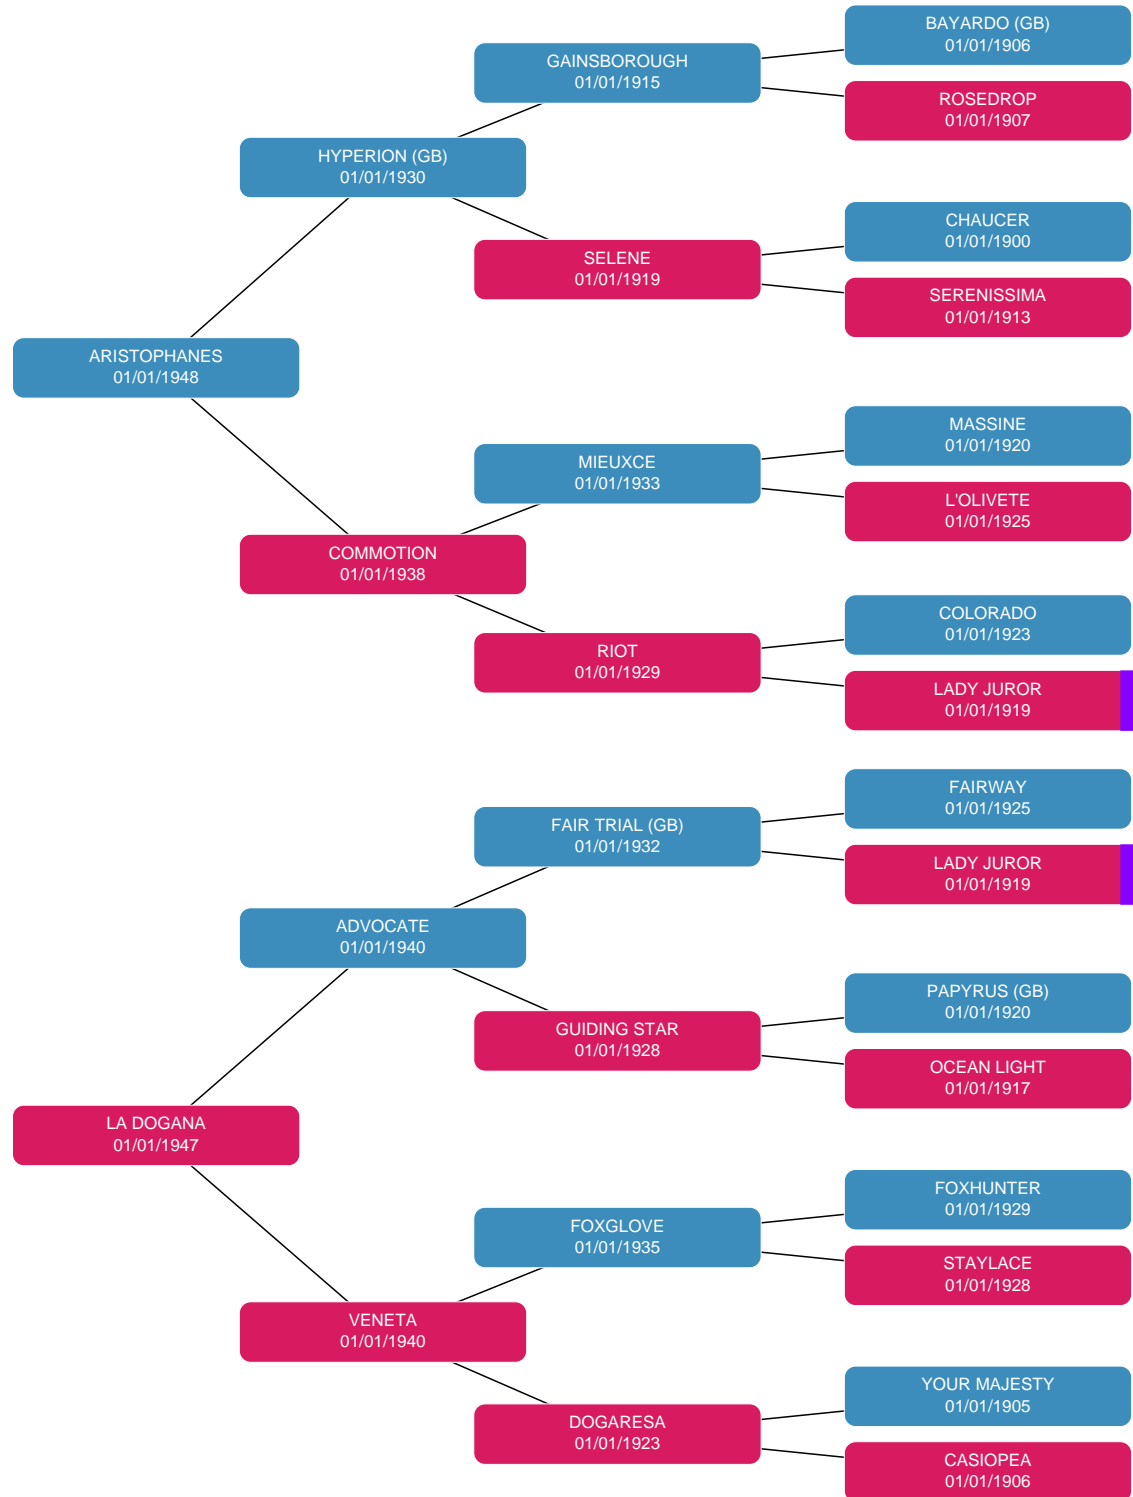 BAYARDO (GB)
01/01/1906
GAINSBOROUGH
01/01/1915
ROSEDROP
01/01/1907
HYPERION (GB)
01/01/1930
CHAUCER
01/01/1900
SELENE
01/01/1919
SERENISSIMA
01/01/1913
ARISTOPHANES
01/01/1948
MASSINE
01/01/1920
MIEUXCE
01/01/1933
L'OLIVETE
01/01/1925
COMMOTION
01/01/1938
COLORADO
01/01/1923
RIOT
01/01/1929
LADY JUROR
01/01/1919
FAIRWAY
01/01/1925
FAIR TRIAL (GB)
01/01/1932
LADY JUROR
01/01/1919
ADVOCATE
01/01/1940
PAPYRUS (GB)
01/01/1920
GUIDING STAR
01/01/1928
OCEAN LIGHT
01/01/1917
LA DOGANA
01/01/1947
FOXHUNTER
01/01/1929
FOXGLOVE
01/01/1935
STAYLACE
01/01/1928
VENETA
01/01/1940
YOUR MAJESTY
01/01/1905
DOGARESA
01/01/1923
CASIOPEA
01/01/1906